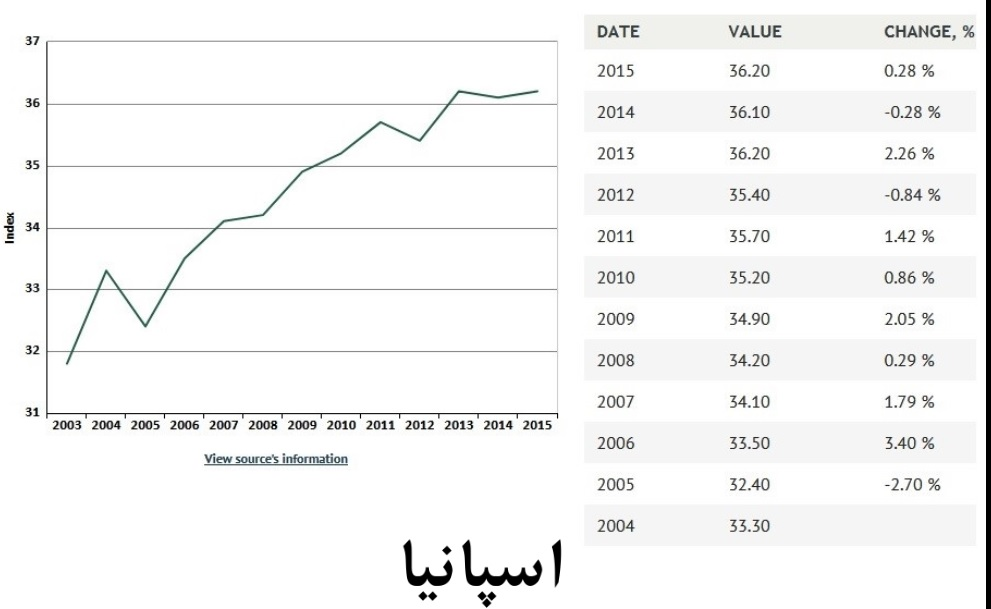 37
36
35
34
33
32
31
Index
2003 2004 2005 2006 2007 2008 2009 2010 2011 2012 2013 2014 2015
View source's information
DATE VALUE CHANGE, %
2015 36.20 0.28 %
2014 36.10 -0.28 %
2013 36.20 2.26 %
2012 35.40 -0.84 %
2011 35.70 1.42 %
2010 35.20 0.86 %
2009 34.90 2.05 %
2008 34.20 0.29 %
2007 34.10 1.79 %
2006 33.50 3.40 %
2005 32.40 -2.70 %
2004 33.30
اسپانیا